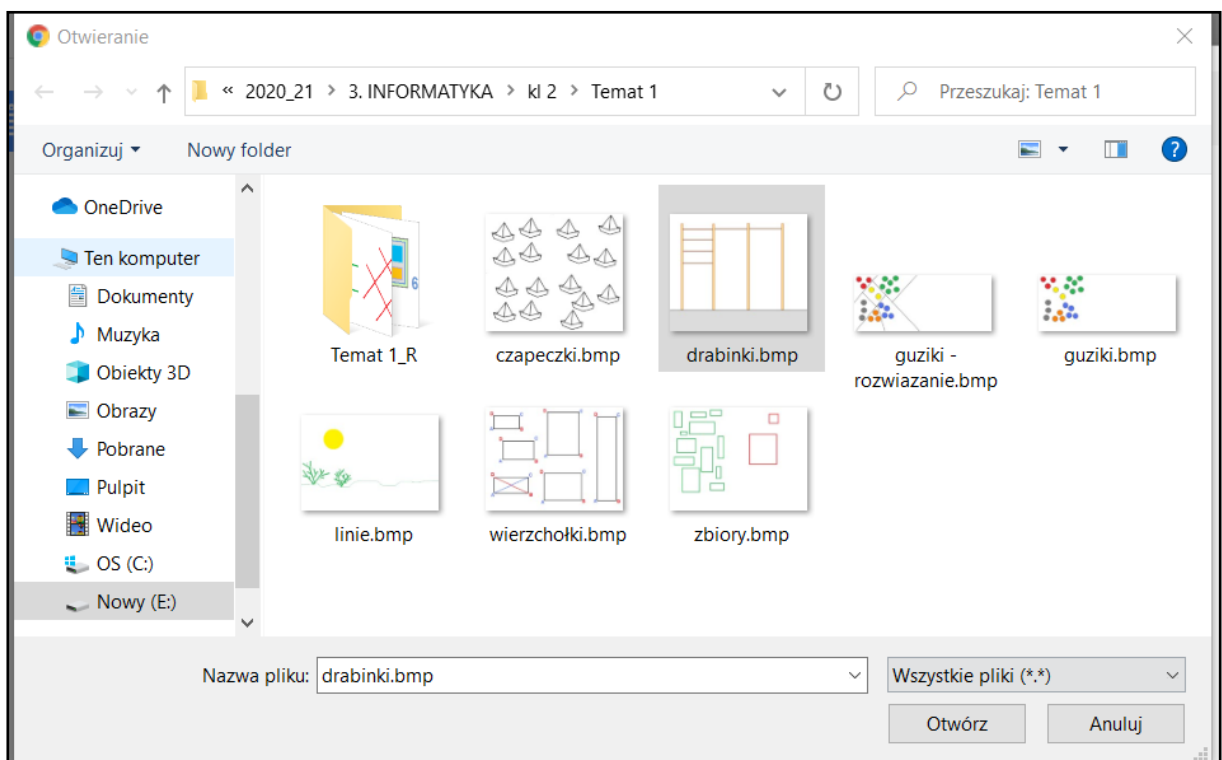 Otwieranie
« 2020_21 > 3. INFORMATYKA > kl 2 > Temat 1
Przeszukaj: Temat 1
Organizuj
Nowy folder
?
OneDrive
Ten komputer
Dokumenty
Muzyka
Obiekty 3D
Obrazy
Pobrane
Pulpit
Wideo
OS (C:)
Nowy (E:)
6
Temat 1_R
czapeczki.bmp
drabinki.bmp
guziki -
rozwiazanie.bmp
guziki.bmp
linie.bmp
wierzchołki.bmp
zbiory.bmp
Nazwa pliku: drabinki.bmp
Wszystkie pliki (*.*)
Otwórz
Anuluj